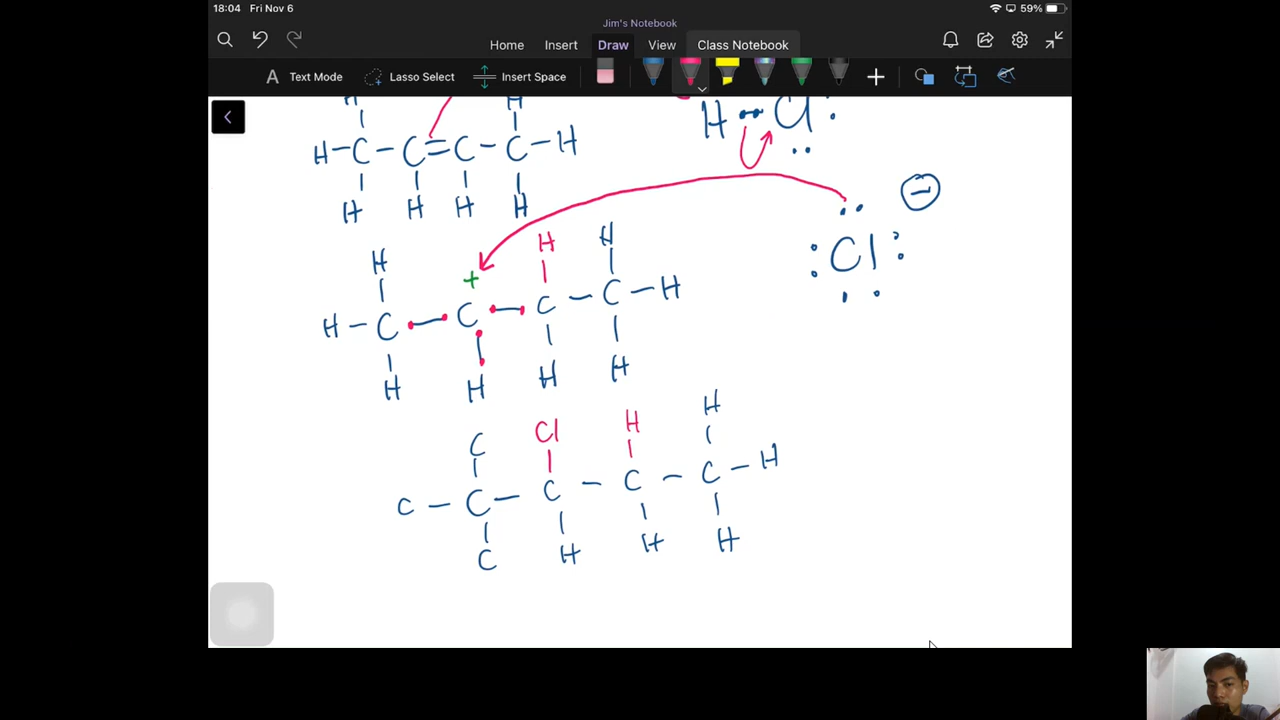 18:04 Fri Nov 6 59%
Jim's Notebook
Home Insert Draw View Class Notebook
A Text Mode Lasso Select Insert Space
H H H •• Cl :
H – C – C = C – C – H ••
H H H H
•• ⊖
H + H H : Cl :
H – C — C — C – C – H ••
H H H H
C Cl H H
C – C – C – C – C – H
C H H H